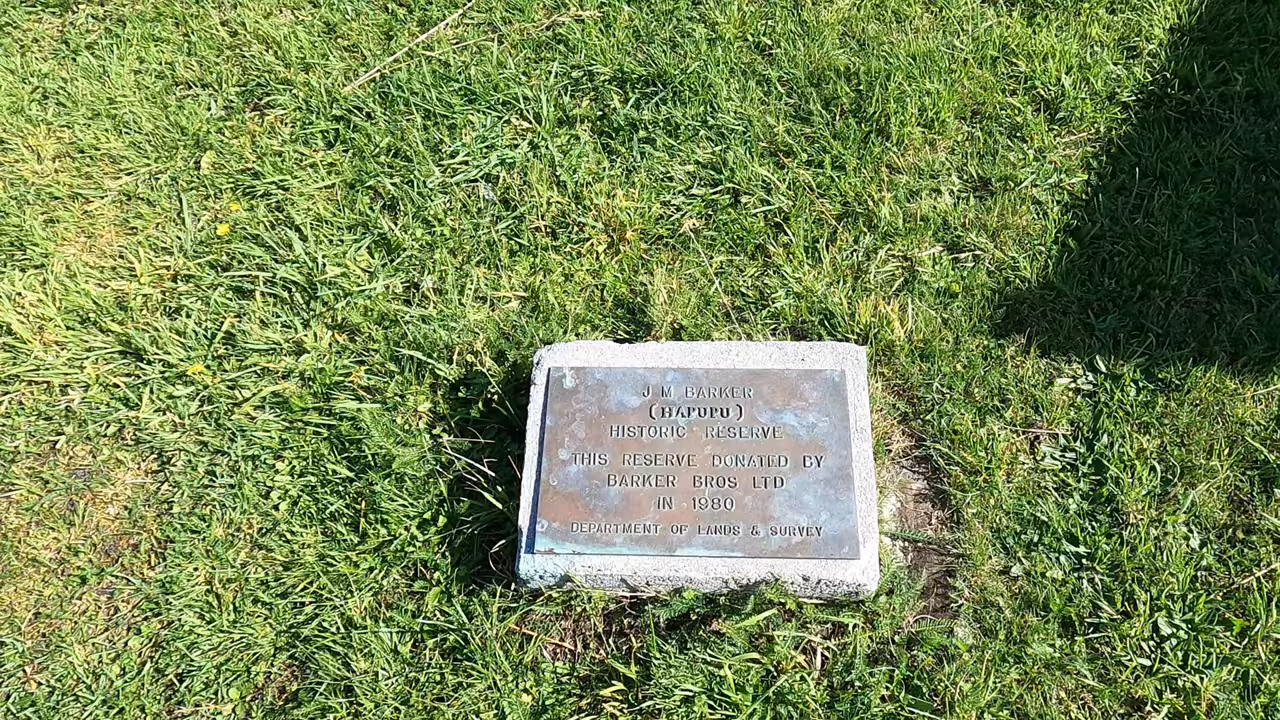 J M BARKER
(HAPUPU)
HISTORIC RESERVE
THIS RESERVE DONATED BY
BARKER BROS LTD
IN 1980
DEPARTMENT OF LANDS & SURVEY